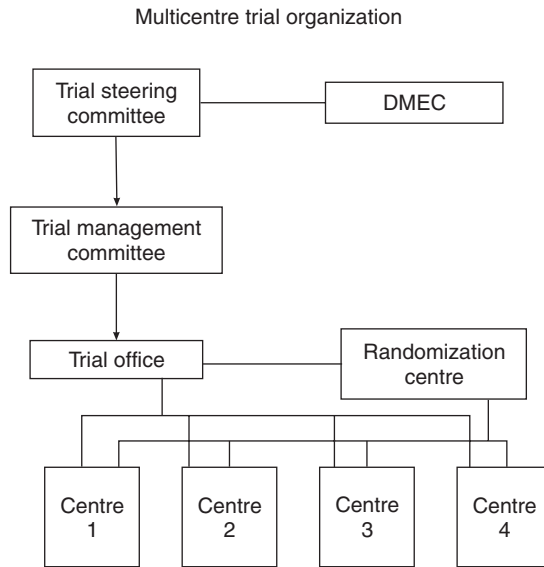 Multicentre trial organization
Trial steering
committee
DMEC
Trial management
committee
Trial office
Randomization
centre
Centre
1
Centre
2
Centre
3
Centre
4